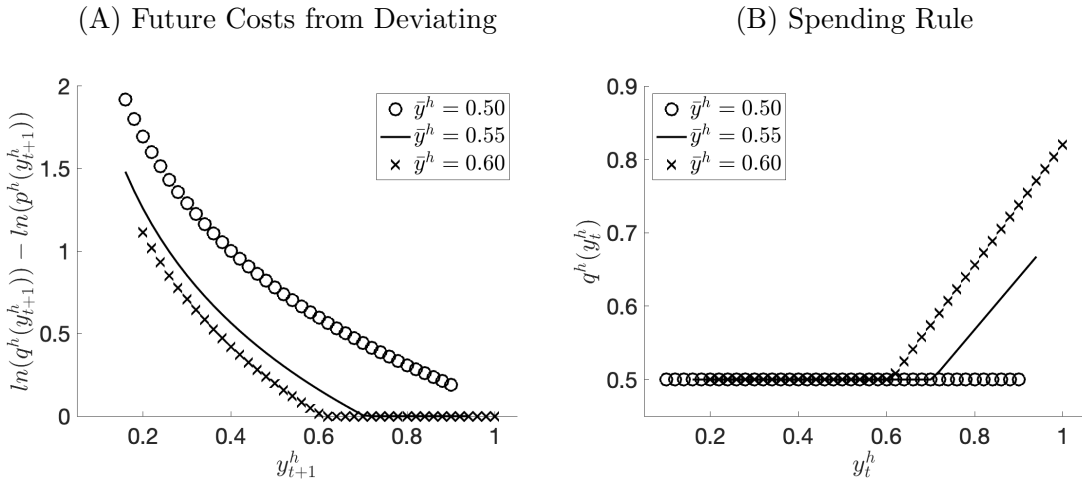 (A) Future Costs from Deviating
2
1.5
1
0.5
0
0.2
0.4
0.6
0.8
1
ln(q^h(y^h_{t+1})) − ln(p^h(y^h_{t+1}))
y^h_{t+1}
ȳ^h = 0.50
ȳ^h = 0.55
ȳ^h = 0.60
(B) Spending Rule
0.9
0.8
0.7
0.6
0.5
0.2
0.4
0.6
0.8
1
q^h(y^h_t)
y^h_t
ȳ^h = 0.50
ȳ^h = 0.55
ȳ^h = 0.60